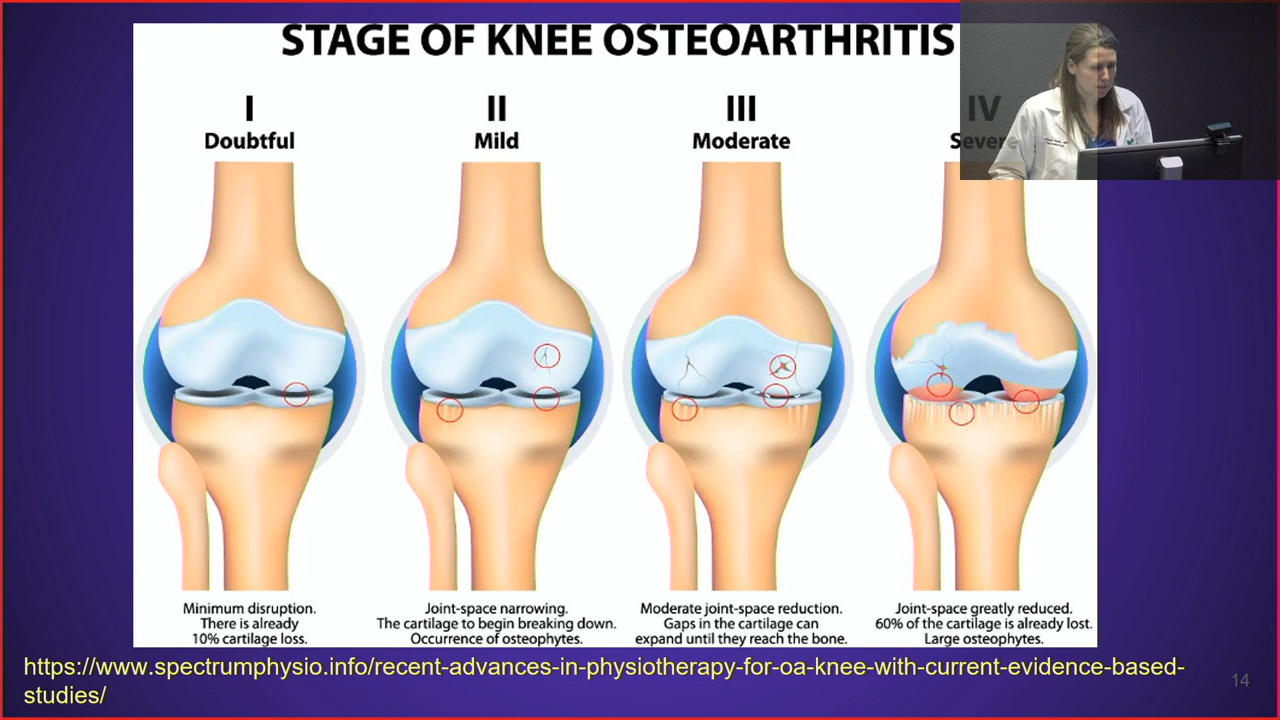 STAGE OF KNEE OSTEOARTHRITIS
I
Doubtful
II
Mild
III
Moderate
IV
Severe
Minimum disruption.
There is already
10% cartilage loss.
Joint-space narrowing.
The cartilage to begin breaking down.
Occurrence of osteophytes.
Moderate joint-space reduction.
Gaps in the cartilage can
expand until they reach the bone.
Joint-space greatly reduced.
60% of the cartilage is already lost.
Large osteophytes.
https://www.spectrumphysio.info/recent-advances-in-physiotherapy-for-oa-knee-with-current-evidence-based-
studies/
14